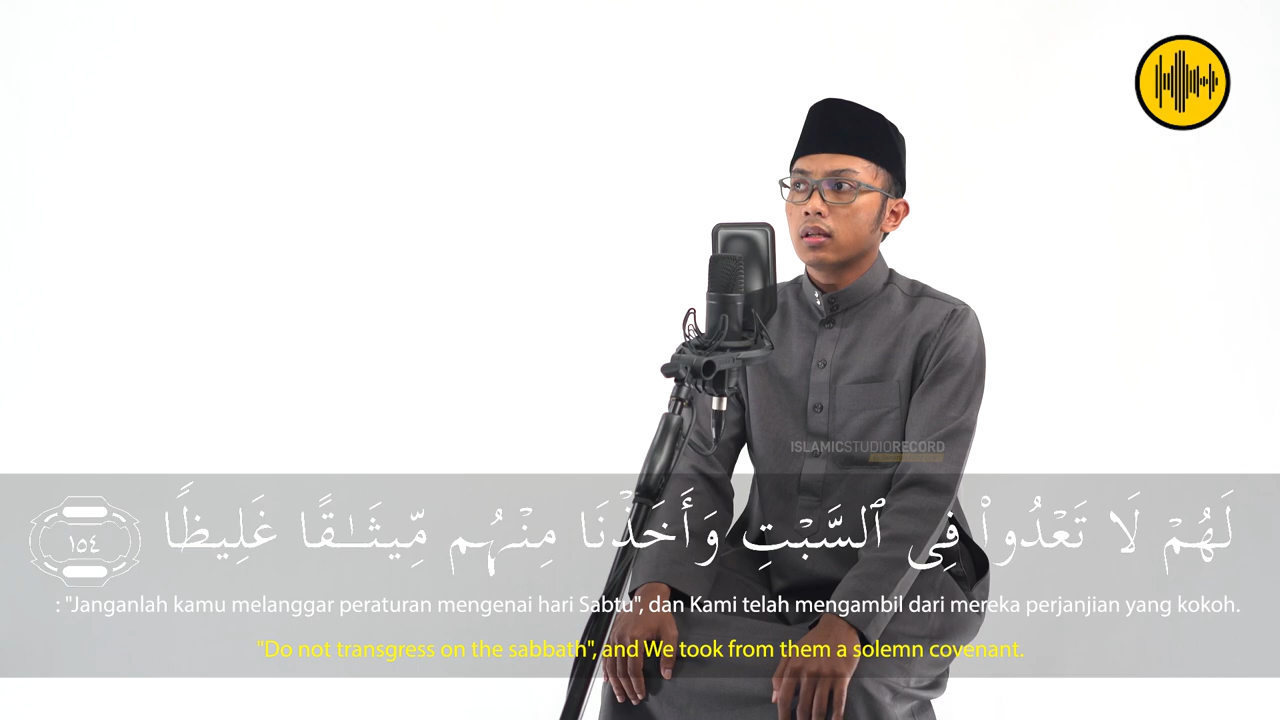 ISLAMICSTUDIORECORD
لَهُمْ لَا تَعْدُوا۟ فِى ٱلسَّبْتِ وَأَخَذْنَا مِنْهُم مِّيثَـٰقًا غَلِيظًا ١٥٤
: "Janganlah kamu melanggar peraturan mengenai hari Sabtu", dan Kami telah mengambil dari mereka perjanjian yang kokoh.
"Do not transgress on the sabbath", and We took from them a solemn covenant.